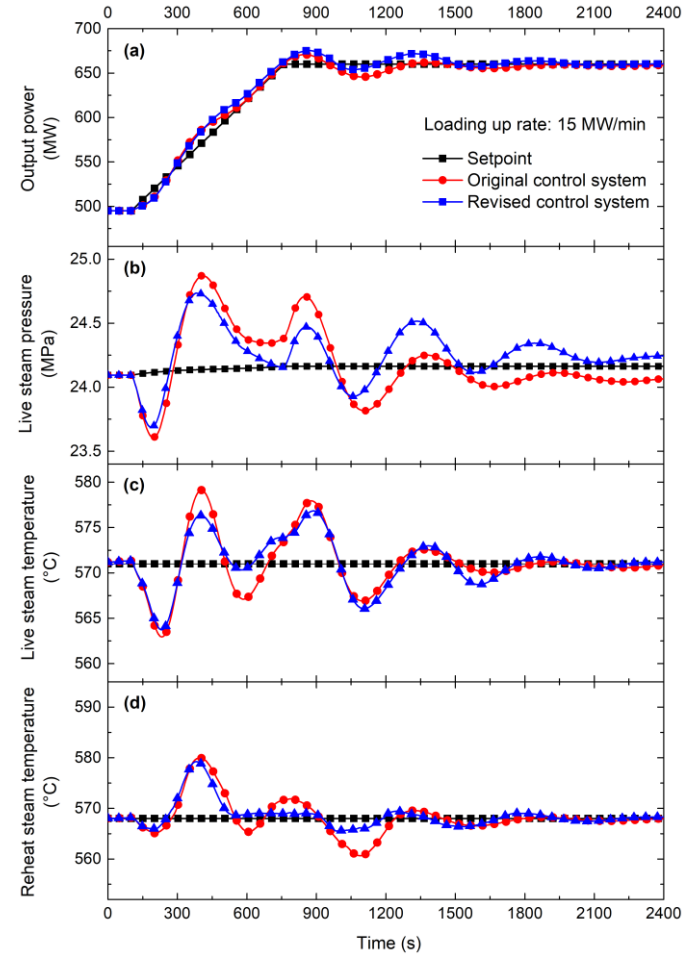 0 300 600 900 1200 1500 1800 2100 2400
700
650
600
550
500
Output power
(MW)
(a)
Loading up rate: 15 MW/min
Setpoint
Original control system
Revised control system
25.0
24.5
24.0
23.5
Live steam pressure
(MPa)
(b)
580
575
570
565
560
Live steam temperature
(°C)
(c)
590
580
570
560
Reheat steam temperature
(°C)
(d)
0 300 600 900 1200 1500 1800 2100 2400
Time (s)